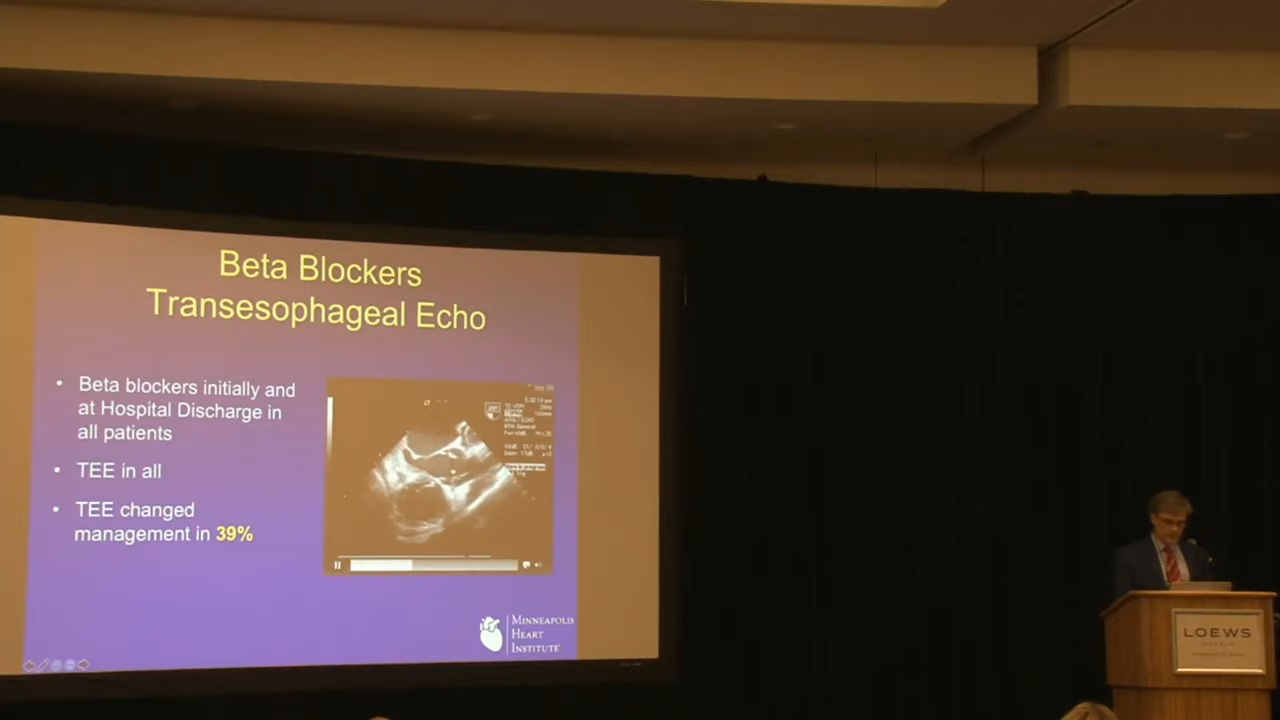 Beta Blockers
Transesophageal Echo
• Beta blockers initially and
at Hospital Discharge in
all patients
• TEE in all
• TEE changed
management in 39%
MINNEAPOLIS
HEART
INSTITUTE
LOEWS